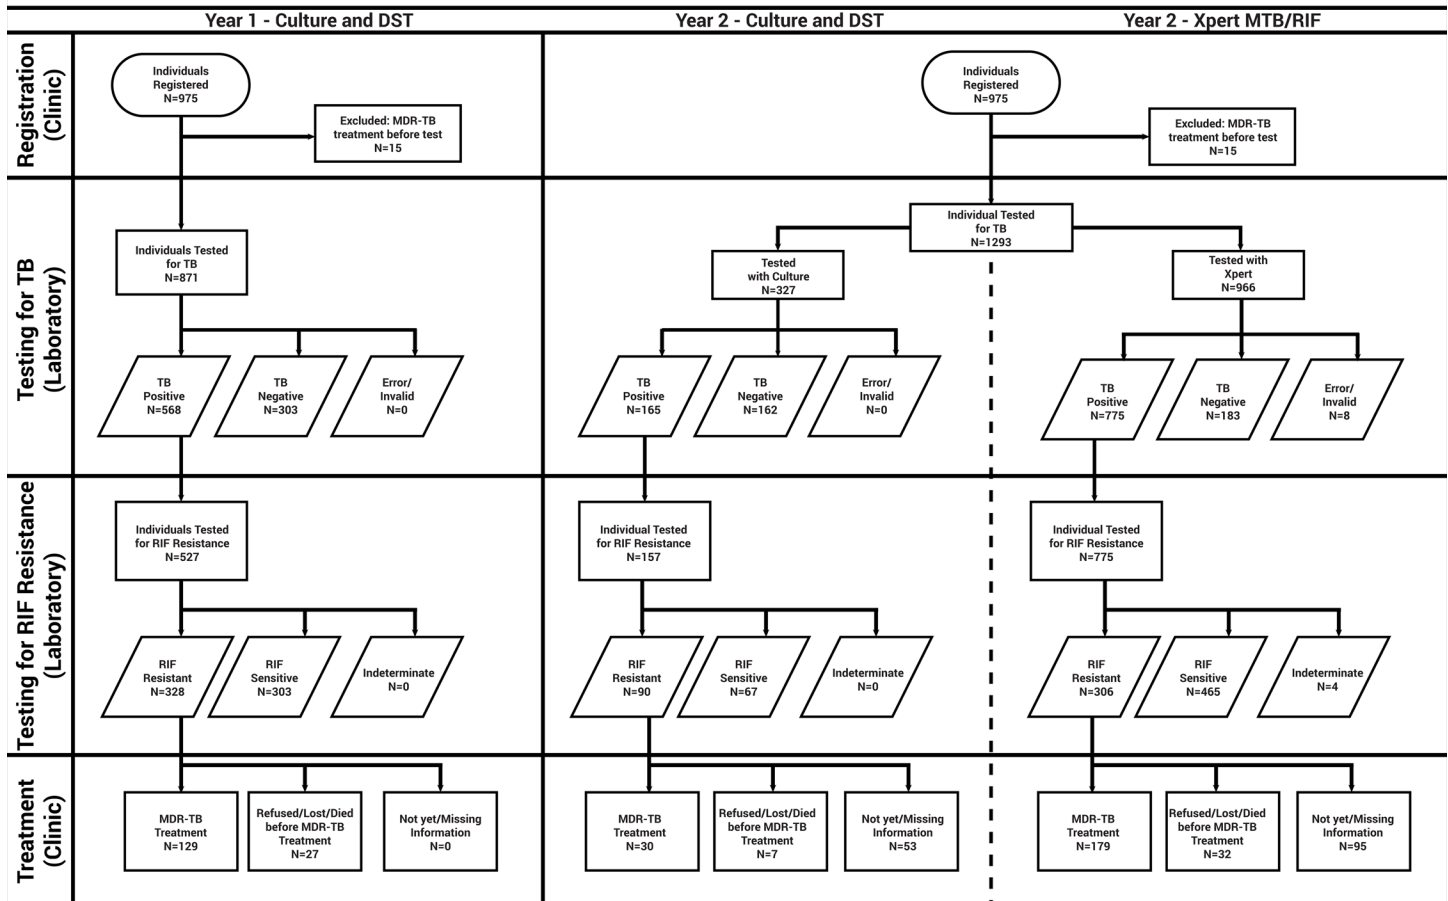 Year 1 - Culture and DST
Year 2 - Culture and DST
Year 2 - Xpert MTB/RIF
Registration
(Clinic)
Individuals
Registered
N=975
Excluded: MDR-TB
treatment before test
N=15
Individuals
Registered
N=975
Excluded: MDR-TB
treatment before test
N=15
Testing for TB
(Laboratory)
Individuals Tested
for TB
N=871
Individual Tested
for TB
N=1293
Tested
with Culture
N=327
Tested with
Xpert
N=966
TB
Positive
N=568
TB
Negative
N=303
Error/
Invalid
N=0
TB
Positive
N=165
TB
Negative
N=162
Error/
Invalid
N=0
TB
Positive
N=775
TB
Negative
N=183
Error/
Invalid
N=8
Testing for RIF Resistance
(Laboratory)
Individuals Tested
for RIF Resistance
N=527
Individual Tested
for RIF Resistance
N=157
Individual Tested
for RIF Resistance
N=775
RIF
Resistant
N=328
RIF
Sensitive
N=303
Indeterminate
N=0
RIF
Resistant
N=90
RIF
Sensitive
N=67
Indeterminate
N=0
RIF
Resistant
N=306
RIF
Sensitive
N=465
Indeterminate
N=4
Treatment
(Clinic)
MDR-TB
Treatment
N=129
Refused/Lost/Died
before MDR-TB
Treatment
N=27
Not yet/Missing
Information
N=0
MDR-TB
Treatment
N=30
Refused/Lost/Died
before MDR-TB
Treatment
N=7
Not yet/Missing
Information
N=53
MDR-TB
Treatment
N=179
Refused/Lost/Died
before MDR-TB
Treatment
N=32
Not yet/Missing
Information
N=95